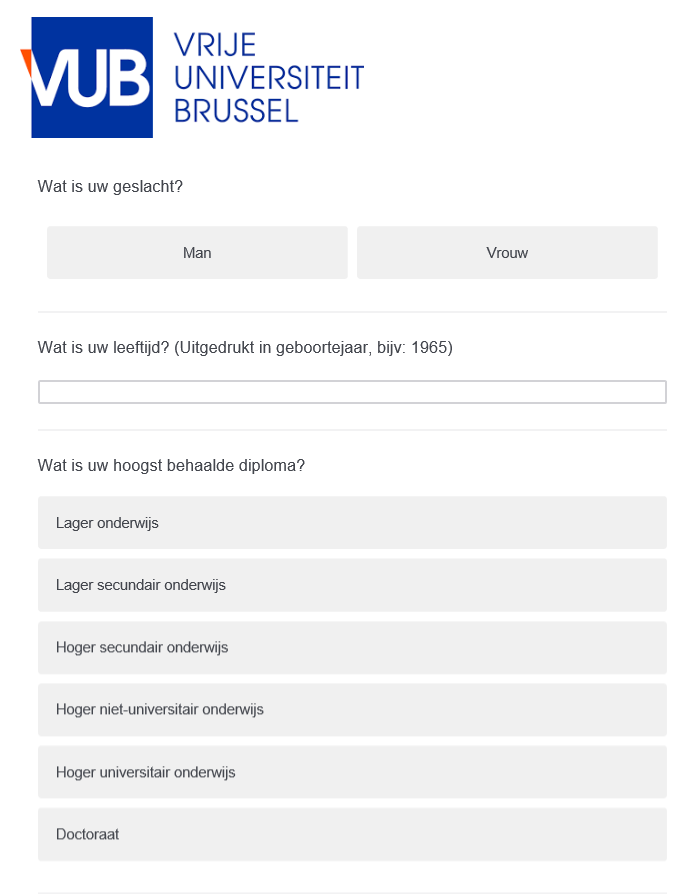 VUB
VRIJE
UNIVERSITEIT
BRUSSEL
Wat is uw geslacht?
Man
Vrouw
Wat is uw leeftijd? (Uitgedrukt in geboortejaar, bijv: 1965)
Wat is uw hoogst behaalde diploma?
Lager onderwijs
Lager secundair onderwijs
Hoger secundair onderwijs
Hoger niet-universitair onderwijs
Hoger universitair onderwijs
Doctoraat